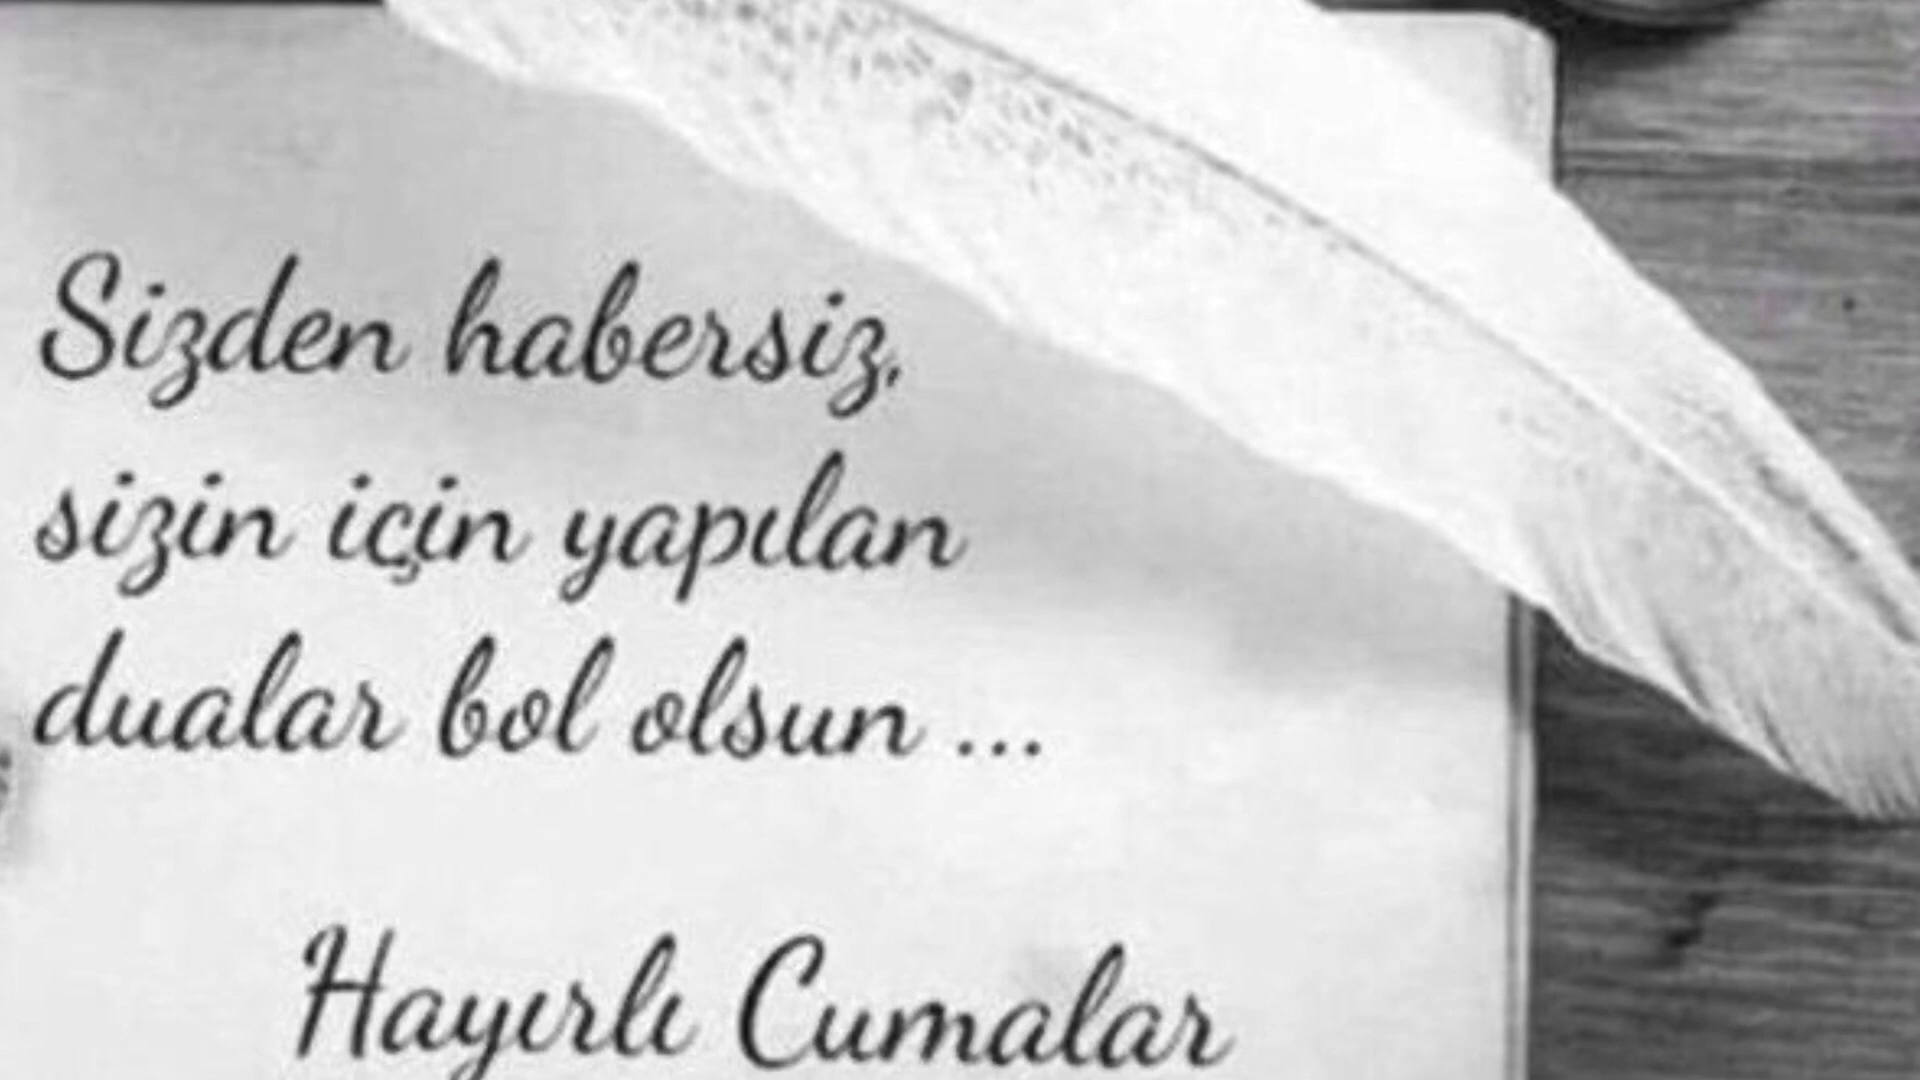 Sizden habersiz,
sizin için yapılan
dualar bol olsun ...
Hayırlı Cumalar